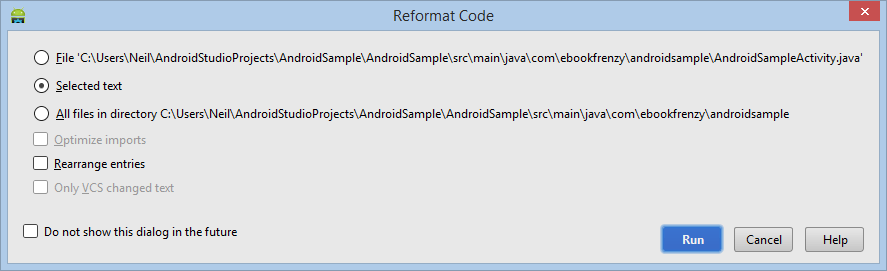 Reformat Code
File 'C:\Users\Neil\AndroidStudioProjects\AndroidSample\AndroidSample\src\main\java\com\ebookfrenzy\androidsample\AndroidSampleActivity.java'
Selected text
All files in directory C:\Users\Neil\AndroidStudioProjects\AndroidSample\AndroidSample\src\main\java\com\ebookfrenzy\androidsample
Optimize imports
Rearrange entries
Only VCS changed text
Do not show this dialog in the future
Run Cancel Help